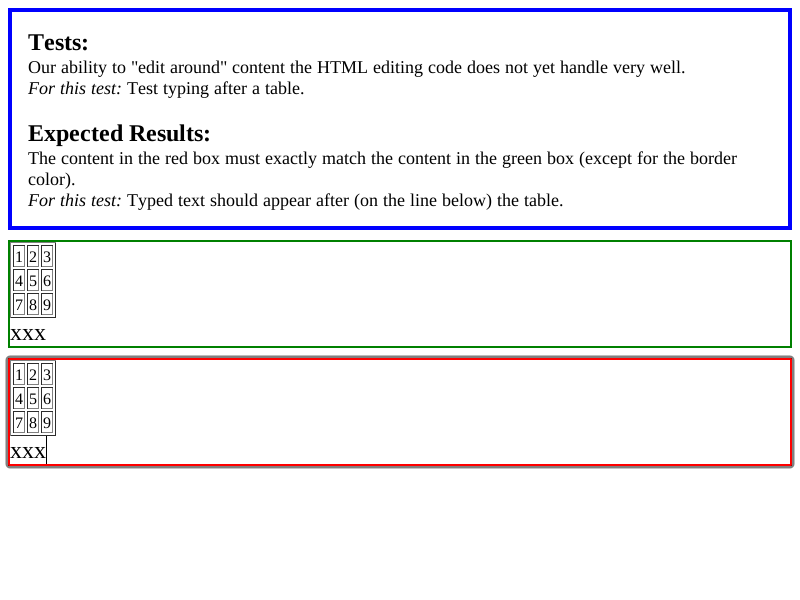 Tests:
Our ability to "edit around" content the HTML editing code does not yet handle very well.
For this test: Test typing after a table.
Expected Results:
The content in the red box must exactly match the content in the green box (except for the border
color).
For this test: Typed text should appear after (on the line below) the table.
1 2 3
4 5 6
7 8 9
xxx
1 2 3
4 5 6
7 8 9
xxx